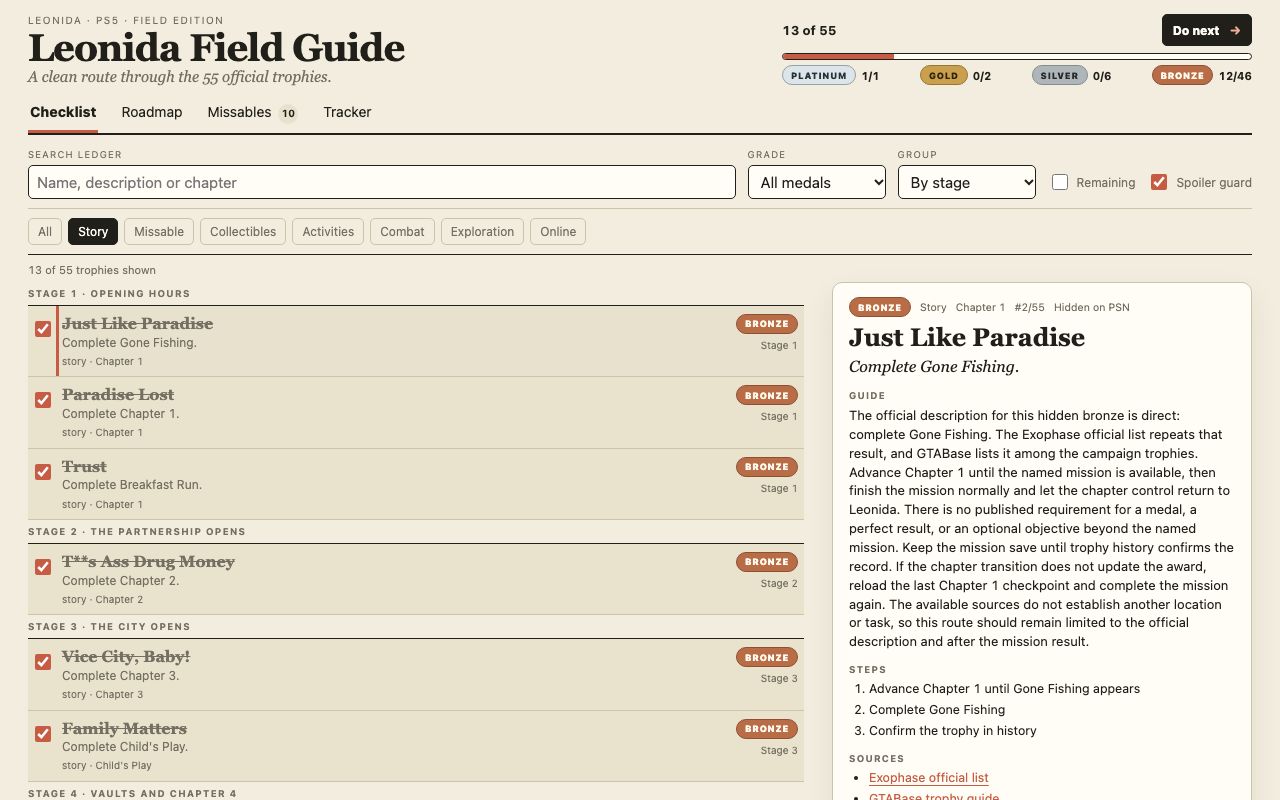 LEONIDA · PS5 · FIELD EDITION
Leonida Field Guide
A clean route through the 55 official trophies.
13 of 55
Do next →
PLATINUM 1/1
GOLD 0/2
SILVER 0/6
BRONZE 12/46
Checklist
Roadmap
Missables 10
Tracker
SEARCH LEDGER
Name, description or chapter
GRADE
All medals
GROUP
By stage
Remaining
Spoiler guard
All
Story
Missable
Collectibles
Activities
Combat
Exploration
Online
13 of 55 trophies shown
STAGE 1 · OPENING HOURS
Just Like Paradise
Complete Gone Fishing.
story · Chapter 1
BRONZE
Stage 1
Paradise Lost
Complete Chapter 1.
story · Chapter 1
BRONZE
Stage 1
Trust
Complete Breakfast Run.
story · Chapter 1
BRONZE
Stage 1
STAGE 2 · THE PARTNERSHIP OPENS
T**s Ass Drug Money
Complete Chapter 2.
story · Chapter 2
BRONZE
Stage 2
STAGE 3 · THE CITY OPENS
Vice City, Baby!
Complete Chapter 3.
story · Chapter 3
BRONZE
Stage 3
Family Matters
Complete Child's Play.
story · Child's Play
BRONZE
Stage 3
STAGE 4 · VAULTS AND CHAPTER 4
BRONZE Story Chapter 1 #2/55 Hidden on PSN
Just Like Paradise
Complete Gone Fishing.
GUIDE
The official description for this hidden bronze is direct:
complete Gone Fishing. The Exophase official list repeats that
result, and GTABase lists it among the campaign trophies.
Advance Chapter 1 until the named mission is available, then
finish the mission normally and let the chapter control return to
Leonida. There is no published requirement for a medal, a
perfect result, or an optional objective beyond the named
mission. Keep the mission save until trophy history confirms the
record. If the chapter transition does not update the award,
reload the last Chapter 1 checkpoint and complete the mission
again. The available sources do not establish another location
or task, so this route should remain limited to the official
description and after the mission result.
STEPS
1. Advance Chapter 1 until Gone Fishing appears
2. Complete Gone Fishing
3. Confirm the trophy in history
SOURCES
• Exophase official list
• GTABase trophy guide